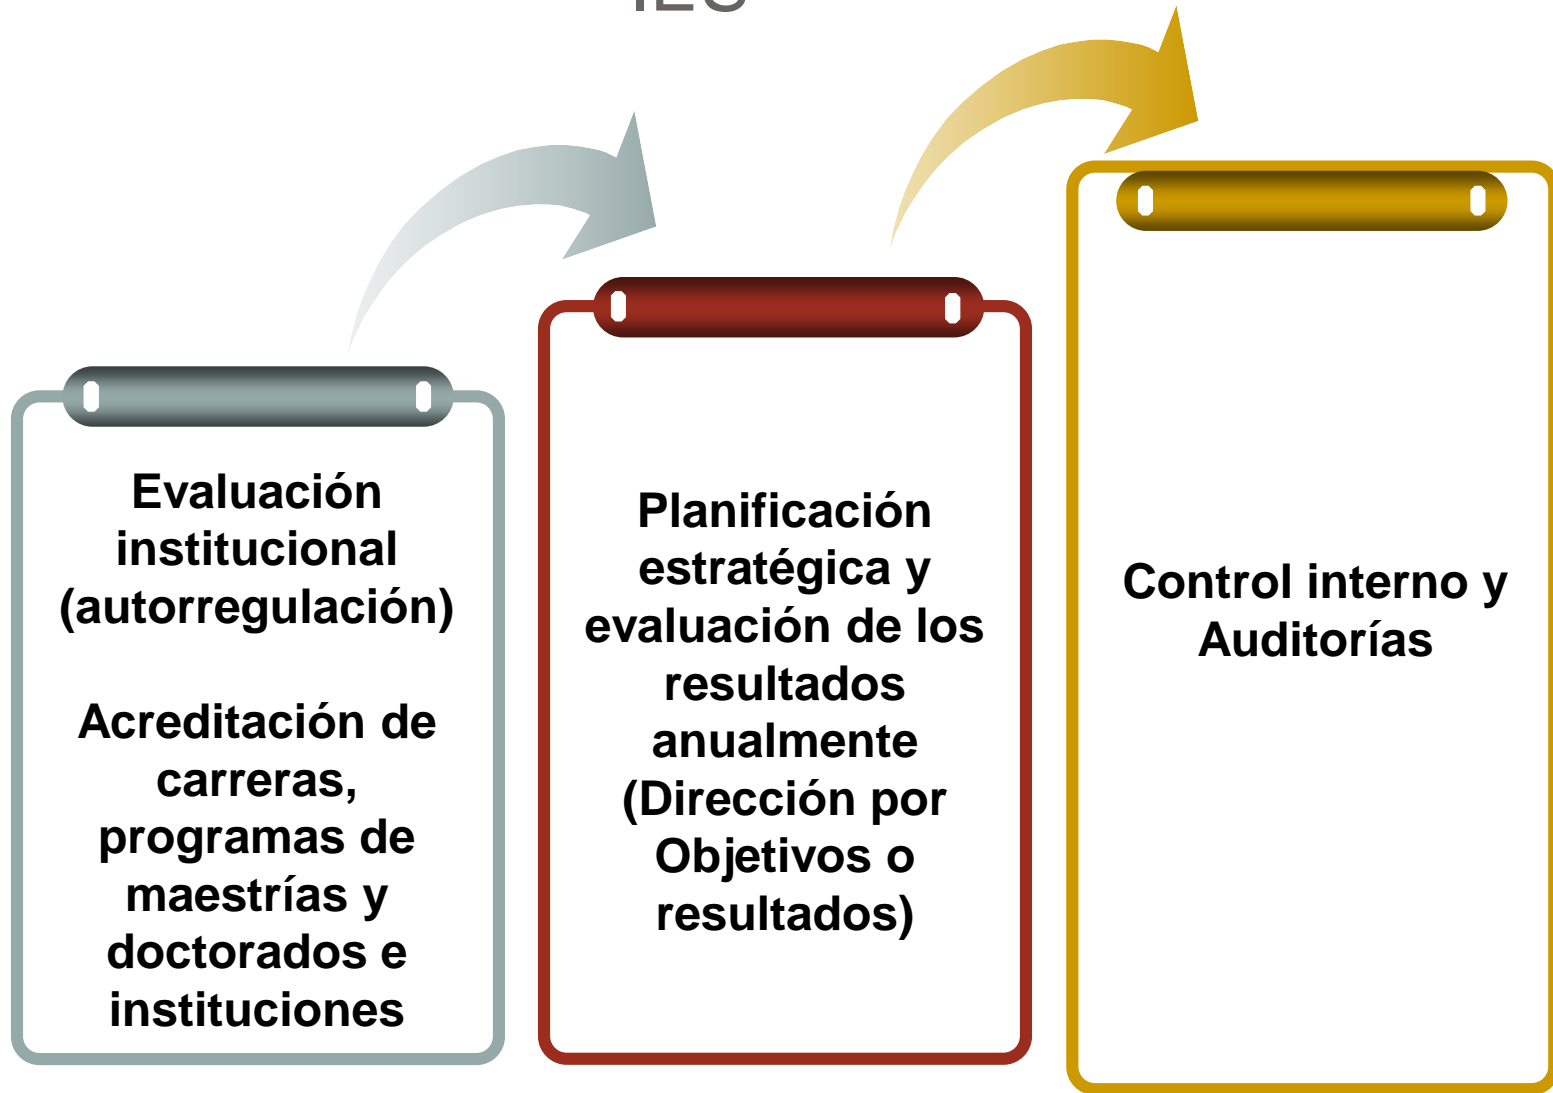 IES
Evaluación
institucional
(autorregulación)
Acreditación de
carreras,
programas de
maestrías y
doctorados e
instituciones
Planificación
estratégica y
evaluación de los
resultados
anualmente
(Dirección por
Objetivos o
resultados)
Control interno y
Auditorías